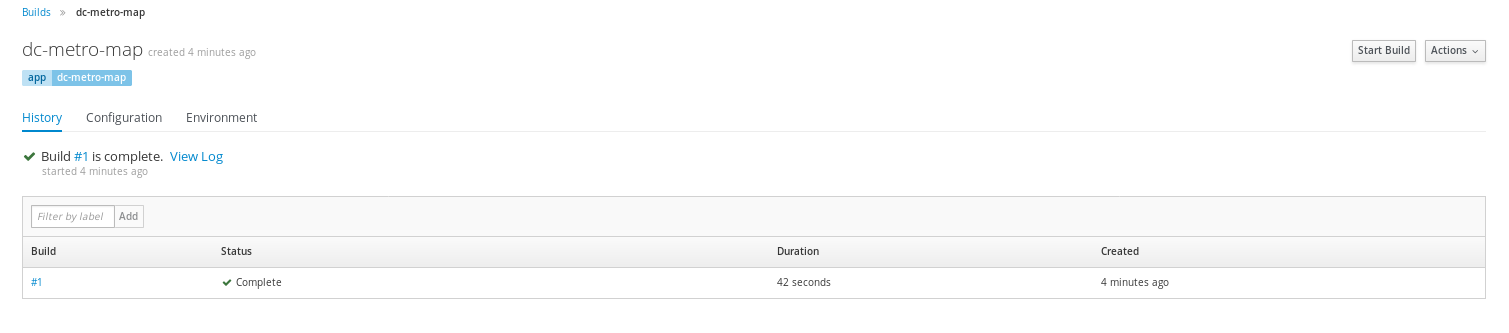 Builds » dc-metro-map
dc-metro-map created 4 minutes ago
Start Build Actions
app dc-metro-map
History Configuration Environment
Build #1 is complete. View Log
started 4 minutes ago
Filter by label Add
Build Status Duration Created
#1 Complete 42 seconds 4 minutes ago